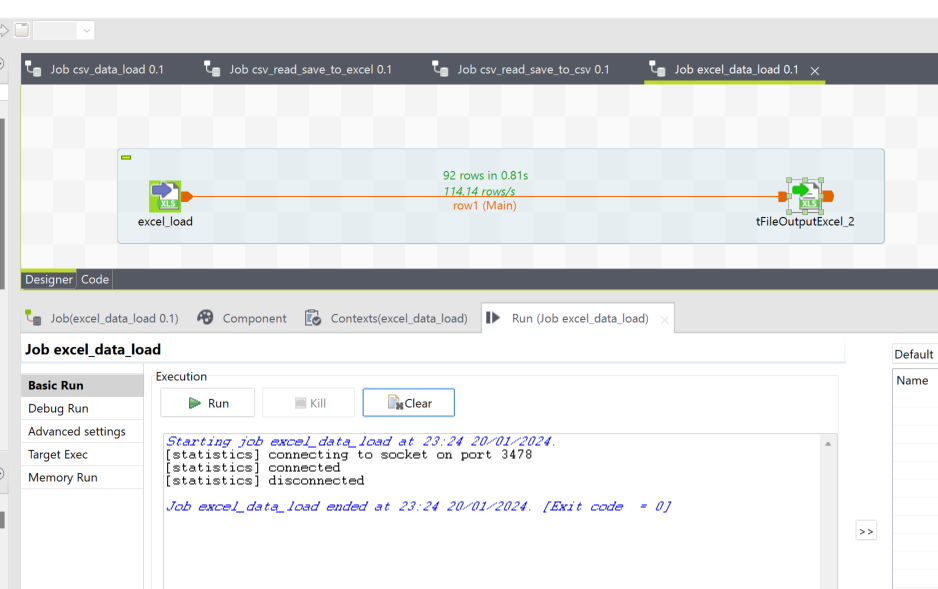 Job csv_data_load 0.1
Job csv_read_save_to_excel 0.1
Job csv_read_save_to_csv 0.1
Job excel_data_load 0.1
92 rows in 0.81s
114.14 rows/s
row1 (Main)
XLS
XLS
excel_load
tFileOutputExcel_2
Designer
Code
Job(excel_data_load 0.1)
Component
Contexts(excel_data_load)
Run (Job excel_data_load)
Job excel_data_load
Default
Basic Run
Debug Run
Advanced settings
Target Exec
Memory Run
Execution
Run
Kill
Clear
Name
Starting job excel_data_load at 23:24 20/01/2024.
[statistics] connecting to socket on port 3478
[statistics] connected
[statistics] disconnected
Job excel_data_load ended at 23:24 20/01/2024. [Exit code = 0]
>>